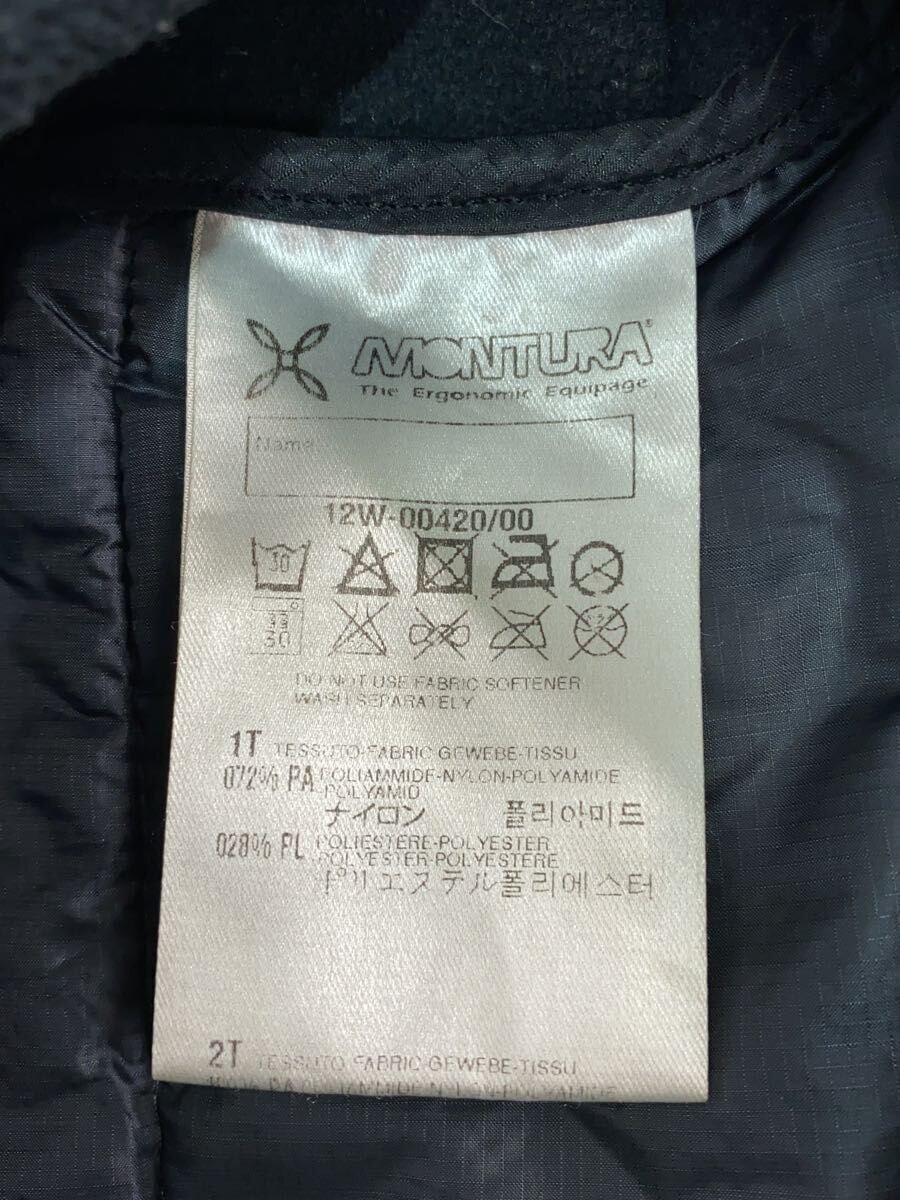 MONTURA
The Ergonomic Equipage
Name
12W-00420/00
30
30
DO NOT USE FABRIC SOFTENER
WASH SEPARATELY
1T TESSUTO-FABRIC GEWEBE-TISSU
072% PA POLIAMMIDE-NYLON-POLYAMIDE
POLYAMID
ナイロン 폴리아미드
028% PL POLIESTERE-POLYESTER
POLYESTER-POLYESTERE
ポリエステル폴리에스터
2T TESSUTO-FABRIC-GEWEBE-TISSU